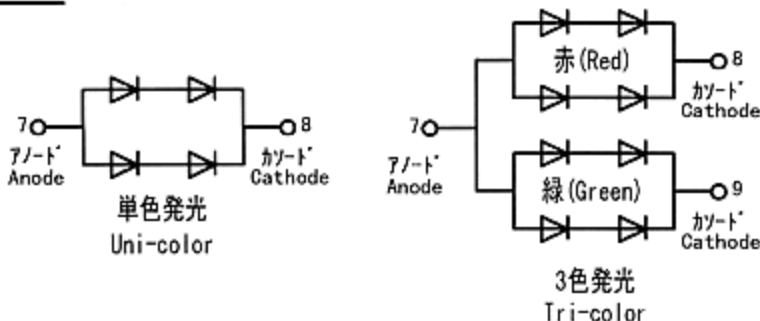 7
ｱﾉｰﾄﾞ
Anode
8
ｶｿｰﾄﾞ
Cathode
単色発光
Uni-color
7
ｱﾉｰﾄﾞ
Anode
赤(Red)
8
ｶｿｰﾄﾞ
Cathode
緑(Green)
9
ｶｿｰﾄﾞ
Cathode
3色発光
Tri-color